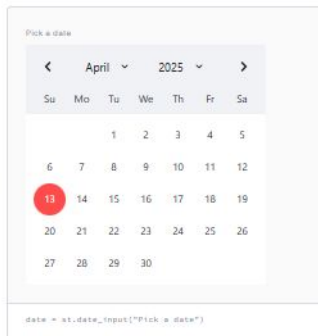 Pick a date
April 2025
Su Mo Tu We Th Fr Sa
1 2 3 4 5
6 7 8 9 10 11 12
13 14 15 16 17 18 19
20 21 22 23 24 25 26
27 28 29 30
date = st.date_input("Pick a date")